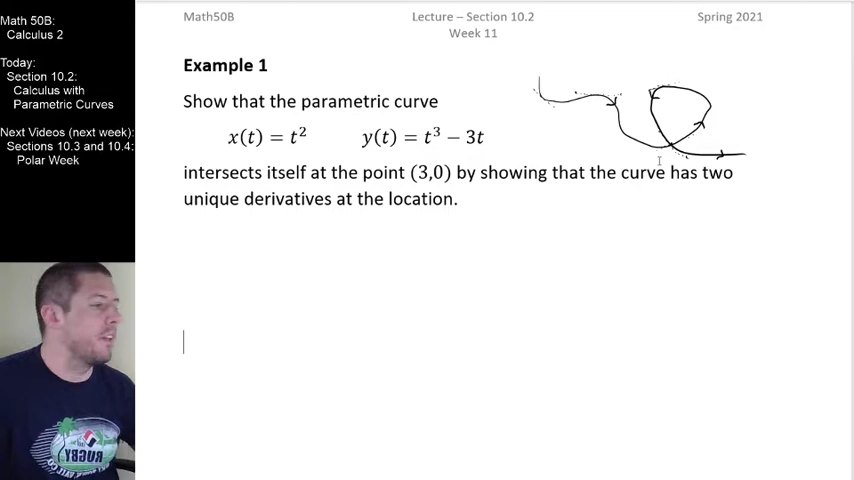 Math 50B:
Calculus 2
Today:
Section 10.2:
Calculus with
Parametric Curves
Next Videos (next week):
Sections 10.3 and 10.4:
Polar Week
Math50B
Lecture – Section 10.2
Spring 2021
Week 11
Example 1
Show that the parametric curve
x(t) = t² y(t) = t³ − 3t
intersects itself at the point (3,0) by showing that the curve has two
unique derivatives at the location.
RUGBY